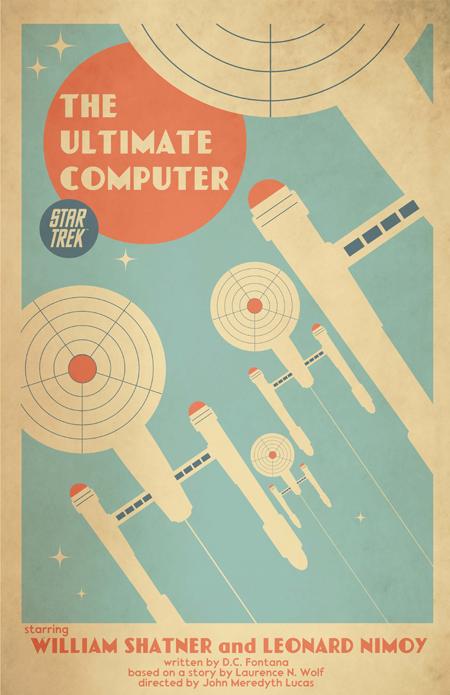 THE
ULTIMATE
COMPUTER
STAR
TREK
starring
WILLIAM SHATNER and LEONARD NIMOY
written by D.C. Fontana
based on a story by Laurence N. Wolf
directed by John Meredyth Lucas